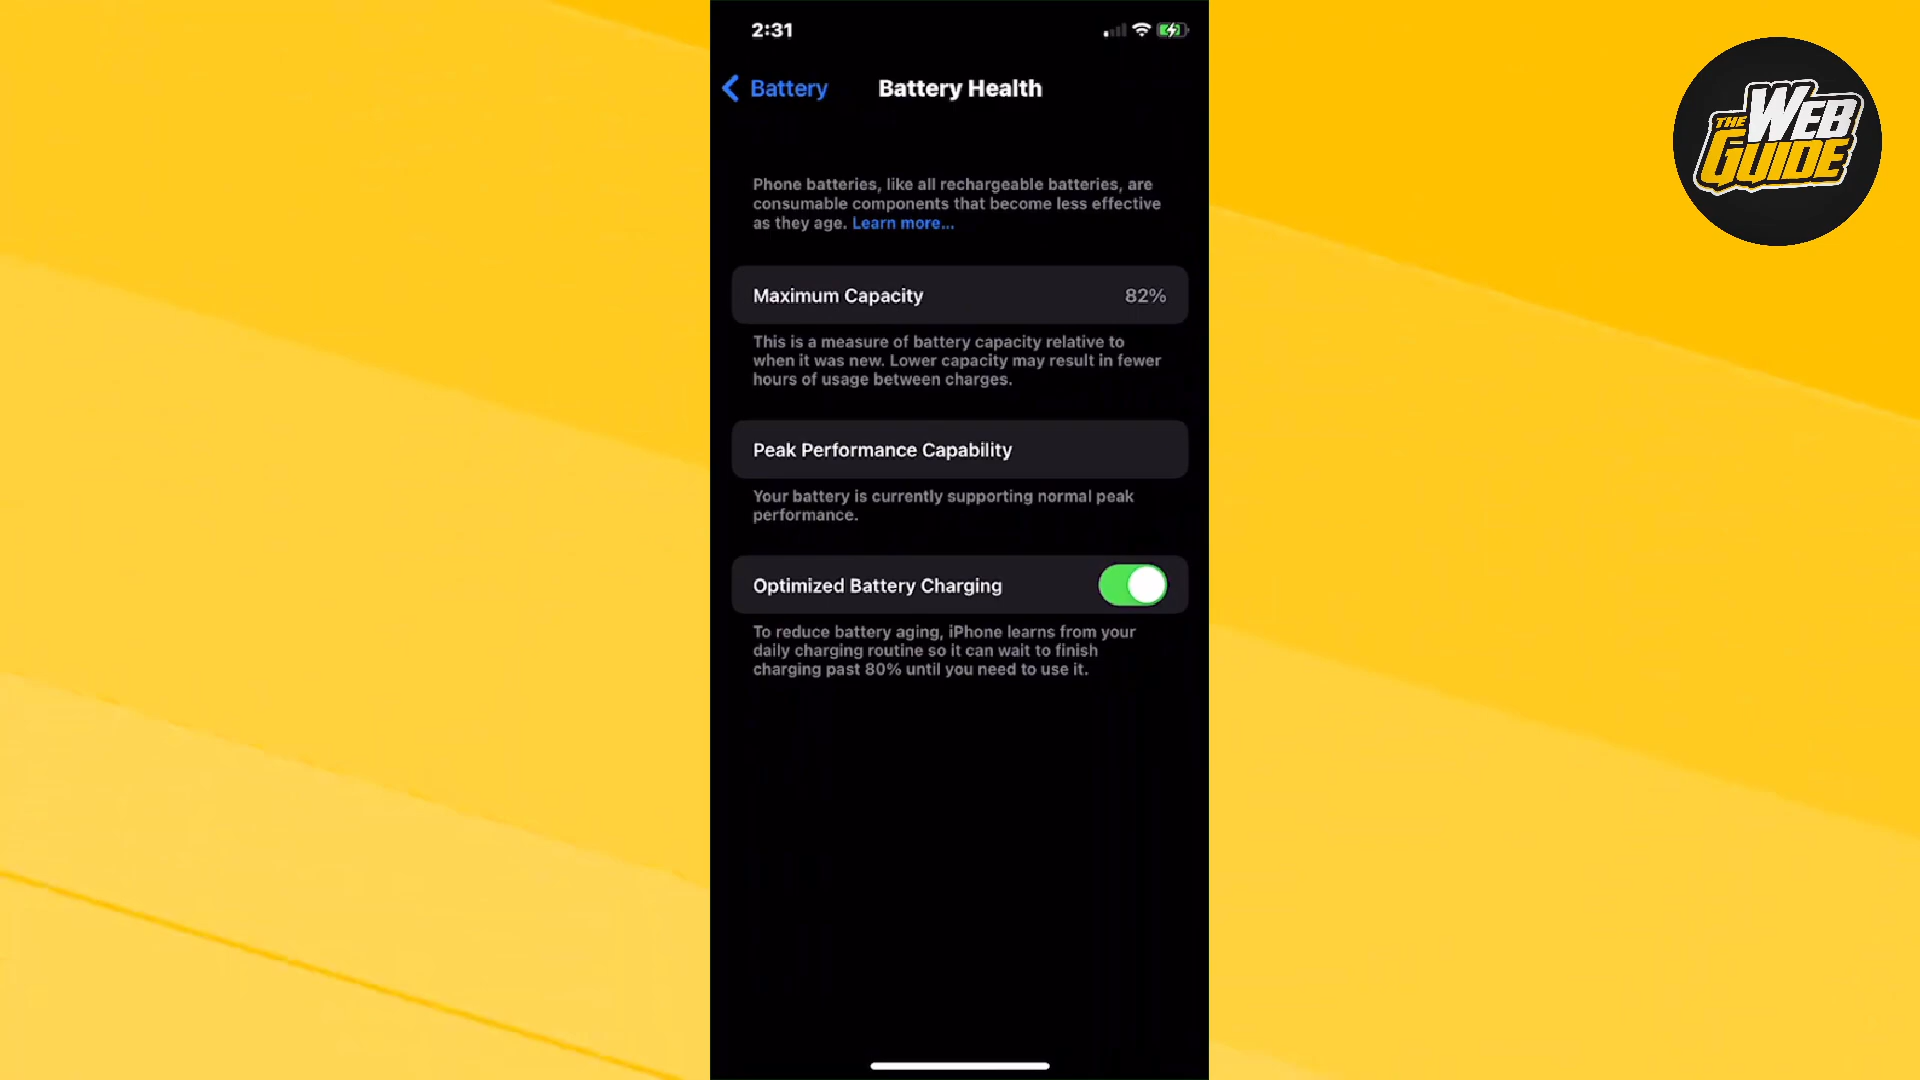 2:31
Battery
Battery Health
THE
WEB
GUIDE
Phone batteries, like all rechargeable batteries, are
consumable components that become less effective
as they age. Learn more...
Maximum Capacity 82%
This is a measure of battery capacity relative to
when it was new. Lower capacity may result in fewer
hours of usage between charges.
Peak Performance Capability
Your battery is currently supporting normal peak
performance.
Optimized Battery Charging
To reduce battery aging, iPhone learns from your
daily charging routine so it can wait to finish
charging past 80% until you need to use it.